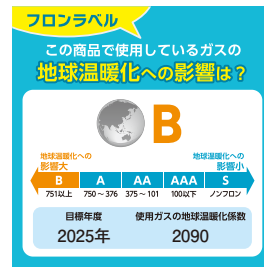 フロンラベル
この商品で使用しているガスの
地球温暖化への影響は？
B
地球温暖化への
影響大
地球温暖化への
影響小
B A AA AAA S
751以上 750～376 375～101 100以下 ノンフロン
目標年度 使用ガスの地球温暖化係数
2025年 2090